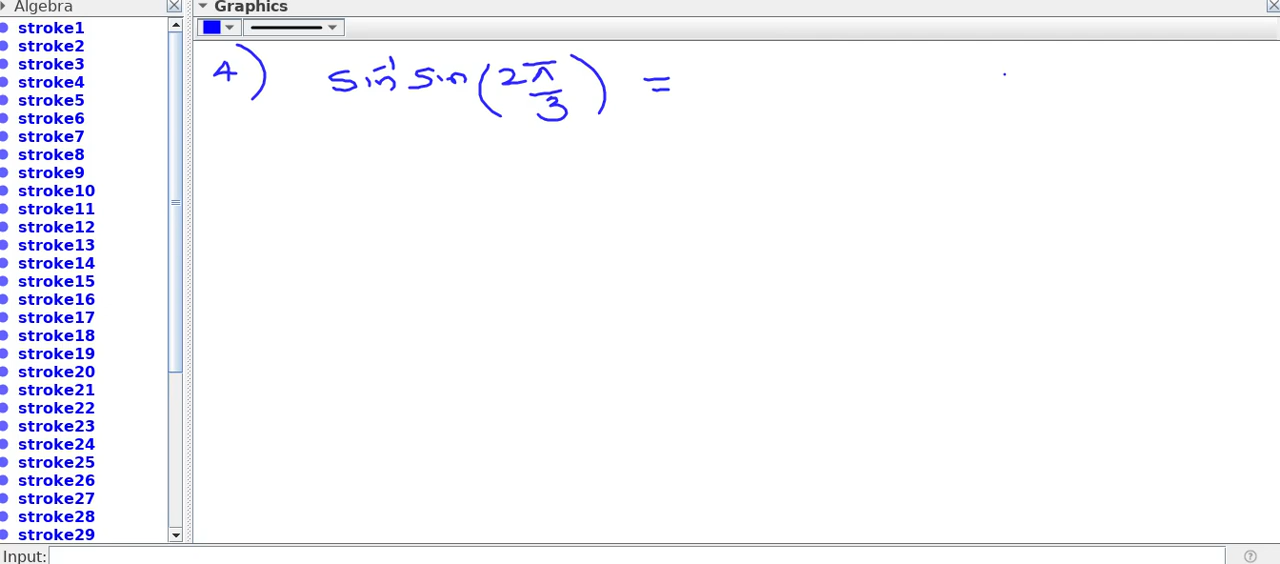 Algebra
Graphics
stroke1
stroke2
stroke3
stroke4
stroke5
stroke6
stroke7
stroke8
stroke9
stroke10
stroke11
stroke12
stroke13
stroke14
stroke15
stroke16
stroke17
stroke18
stroke19
stroke20
stroke21
stroke22
stroke23
stroke24
stroke25
stroke26
stroke27
stroke28
stroke29
4) sin⁻¹ sin(2π/3) =
Input: